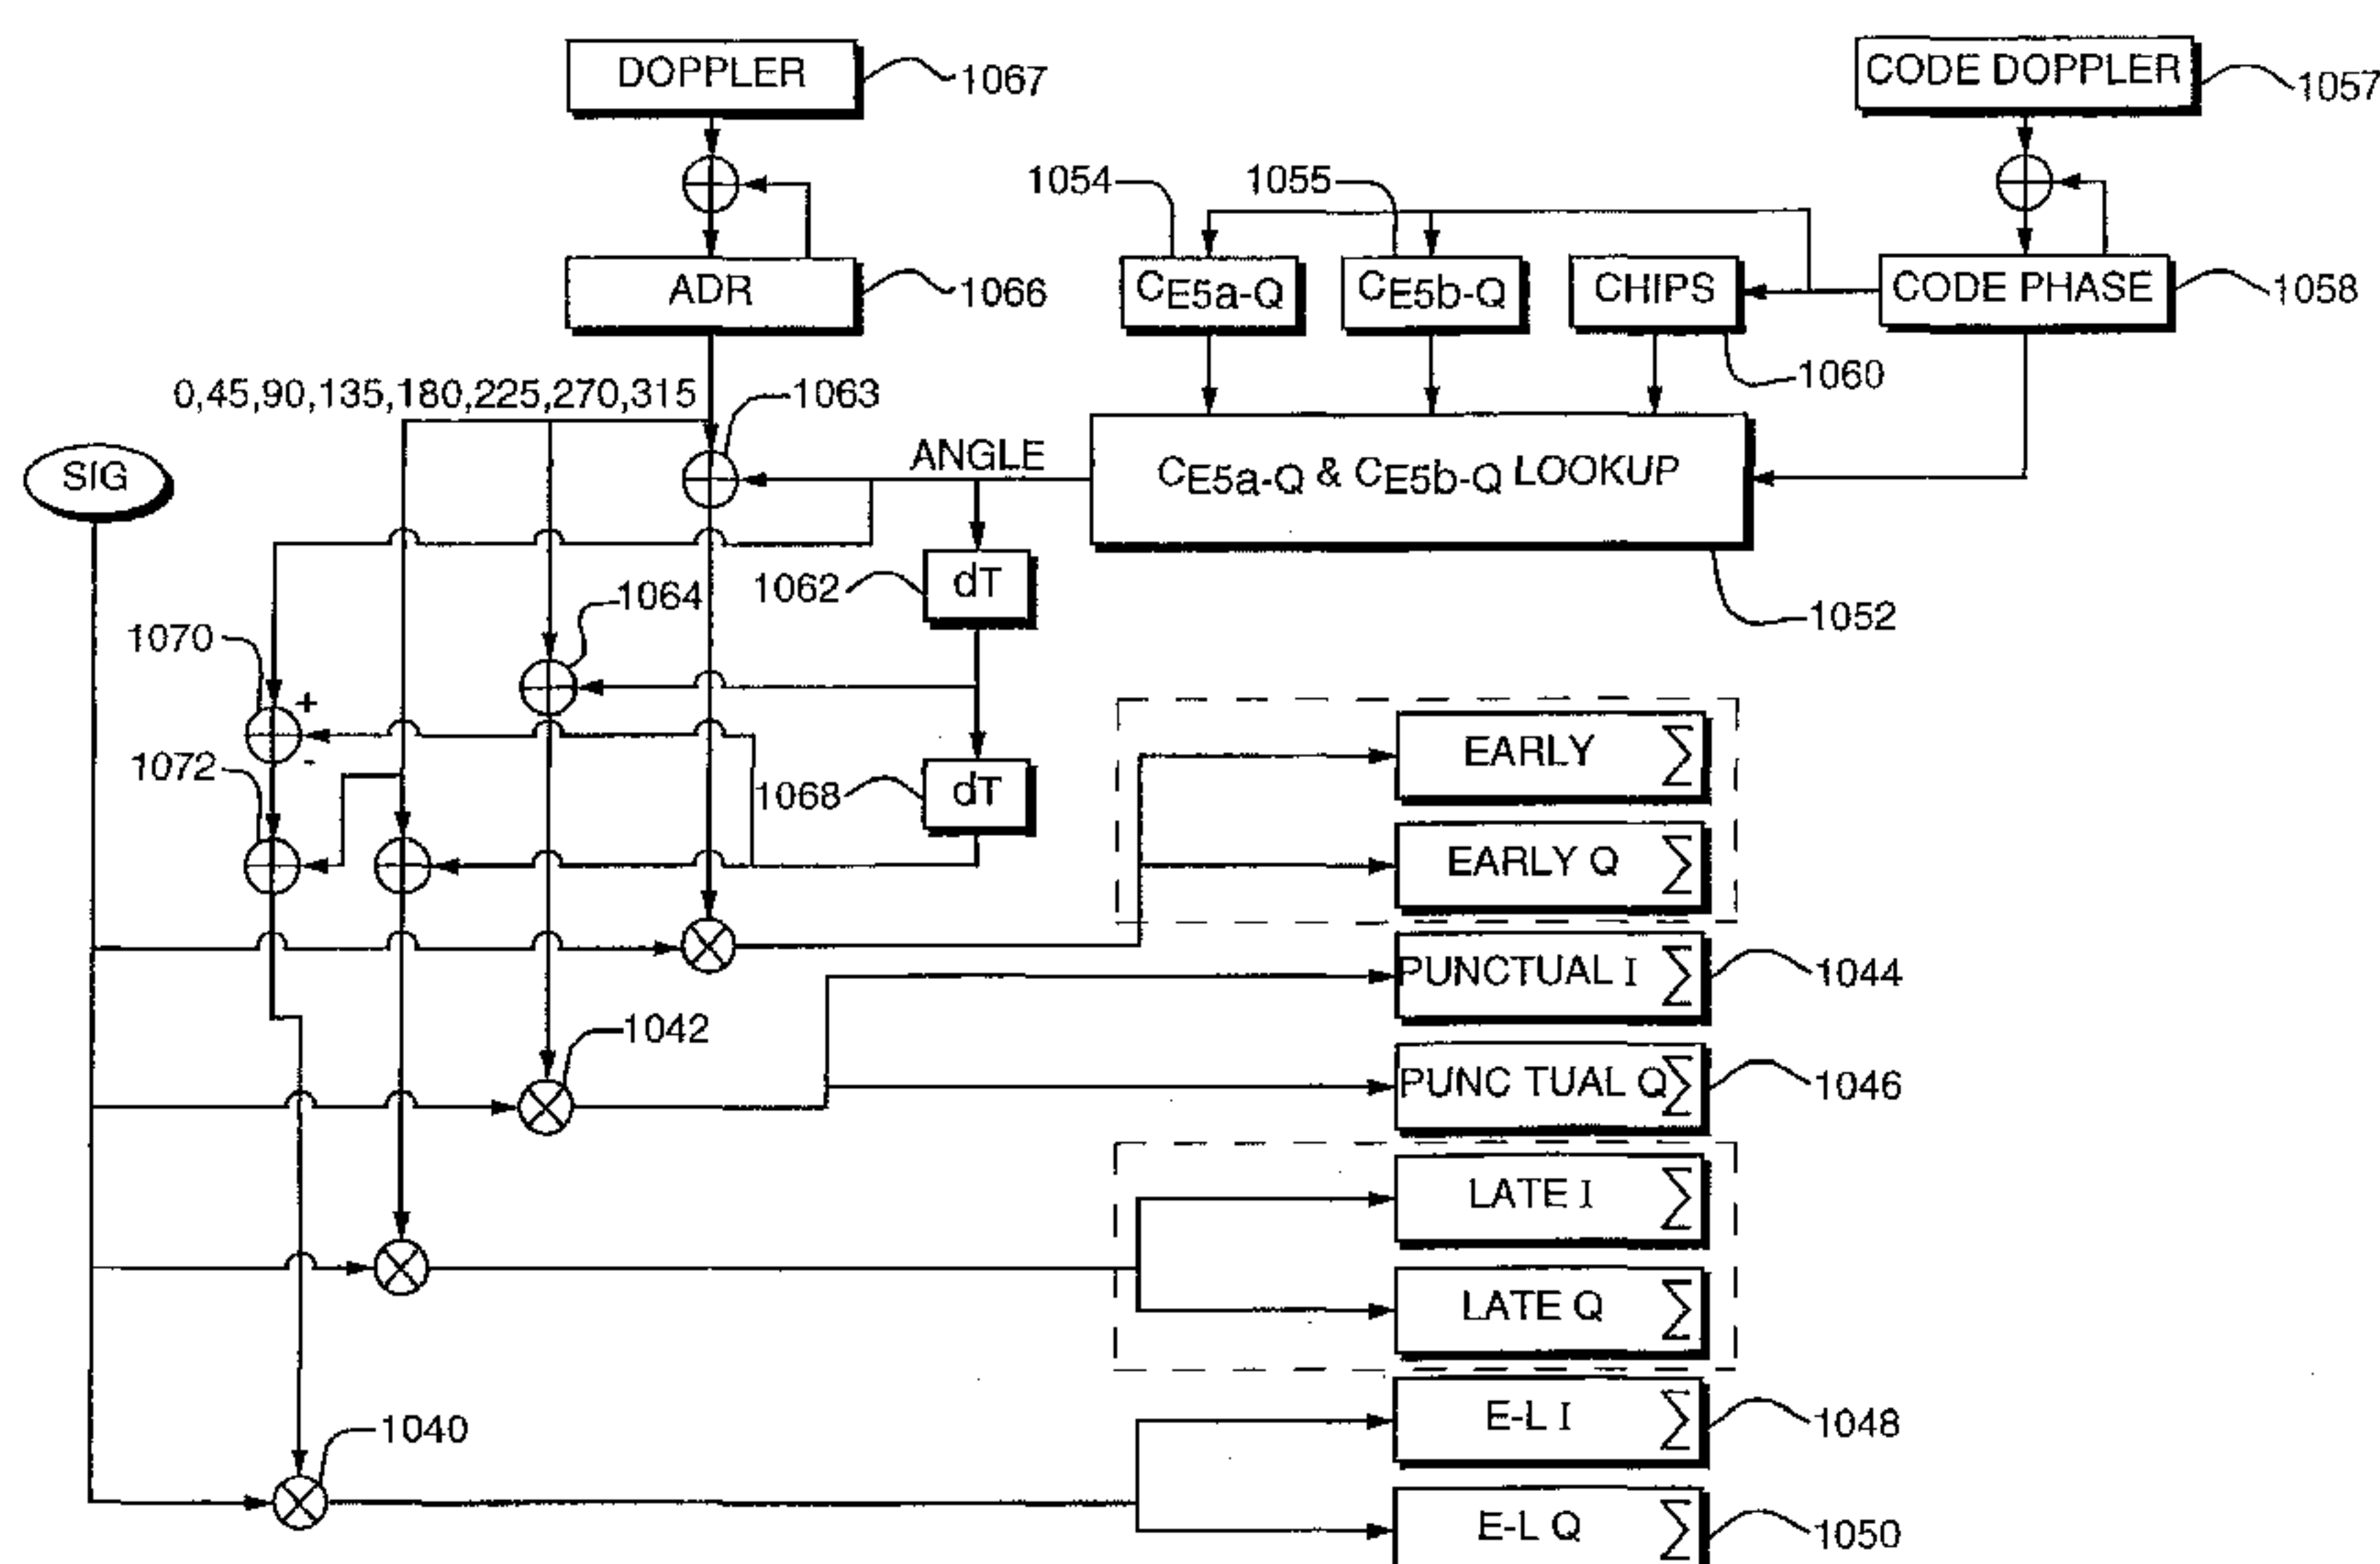 DOPPLER
1067
CODE DOPPLER
1057
1054
1055
ADR
1066
CE5a-Q
CE5b-Q
CHIPS
CODE PHASE
1058
1060
0,45,90,135,180,225,270,315
1063
SIG
ANGLE
CE5a-Q & CE5b-Q LOOKUP
1062
dT
1064
1052
1070
+
-
1072
1068
dT
EARLY Σ
EARLY Q Σ
PUNCTUAL I Σ
1044
1042
PUNC TUAL Q Σ
1046
LATE I Σ
LATE Q Σ
1040
E-L I Σ
1048
E-L Q Σ
1050